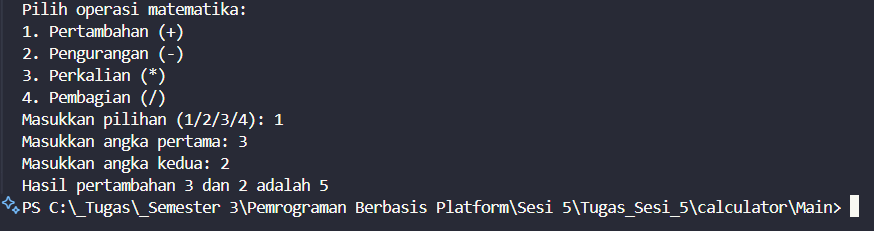 Pilih operasi matematika:
1. Pertambahan (+)
2. Pengurangan (-)
3. Perkalian (*)
4. Pembagian (/)
Masukkan pilihan (1/2/3/4): 1
Masukkan angka pertama: 3
Masukkan angka kedua: 2
Hasil pertambahan 3 dan 2 adalah 5
PS C:\_Tugas\_Semester 3\Pemrograman Berbasis Platform\Sesi 5\Tugas_Sesi_5\calculator\Main>